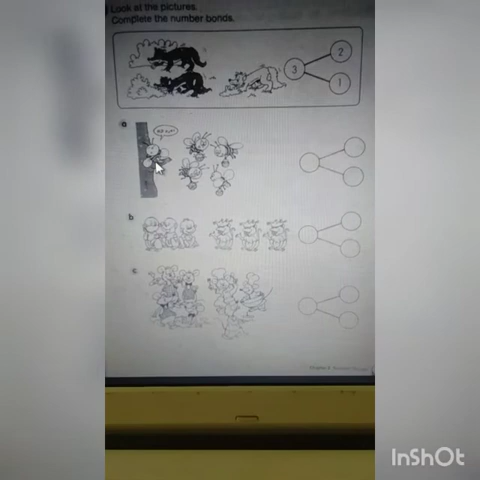 Look at the pictures.
Complete the number bonds.
3
2
1
a
b
c
InShOt